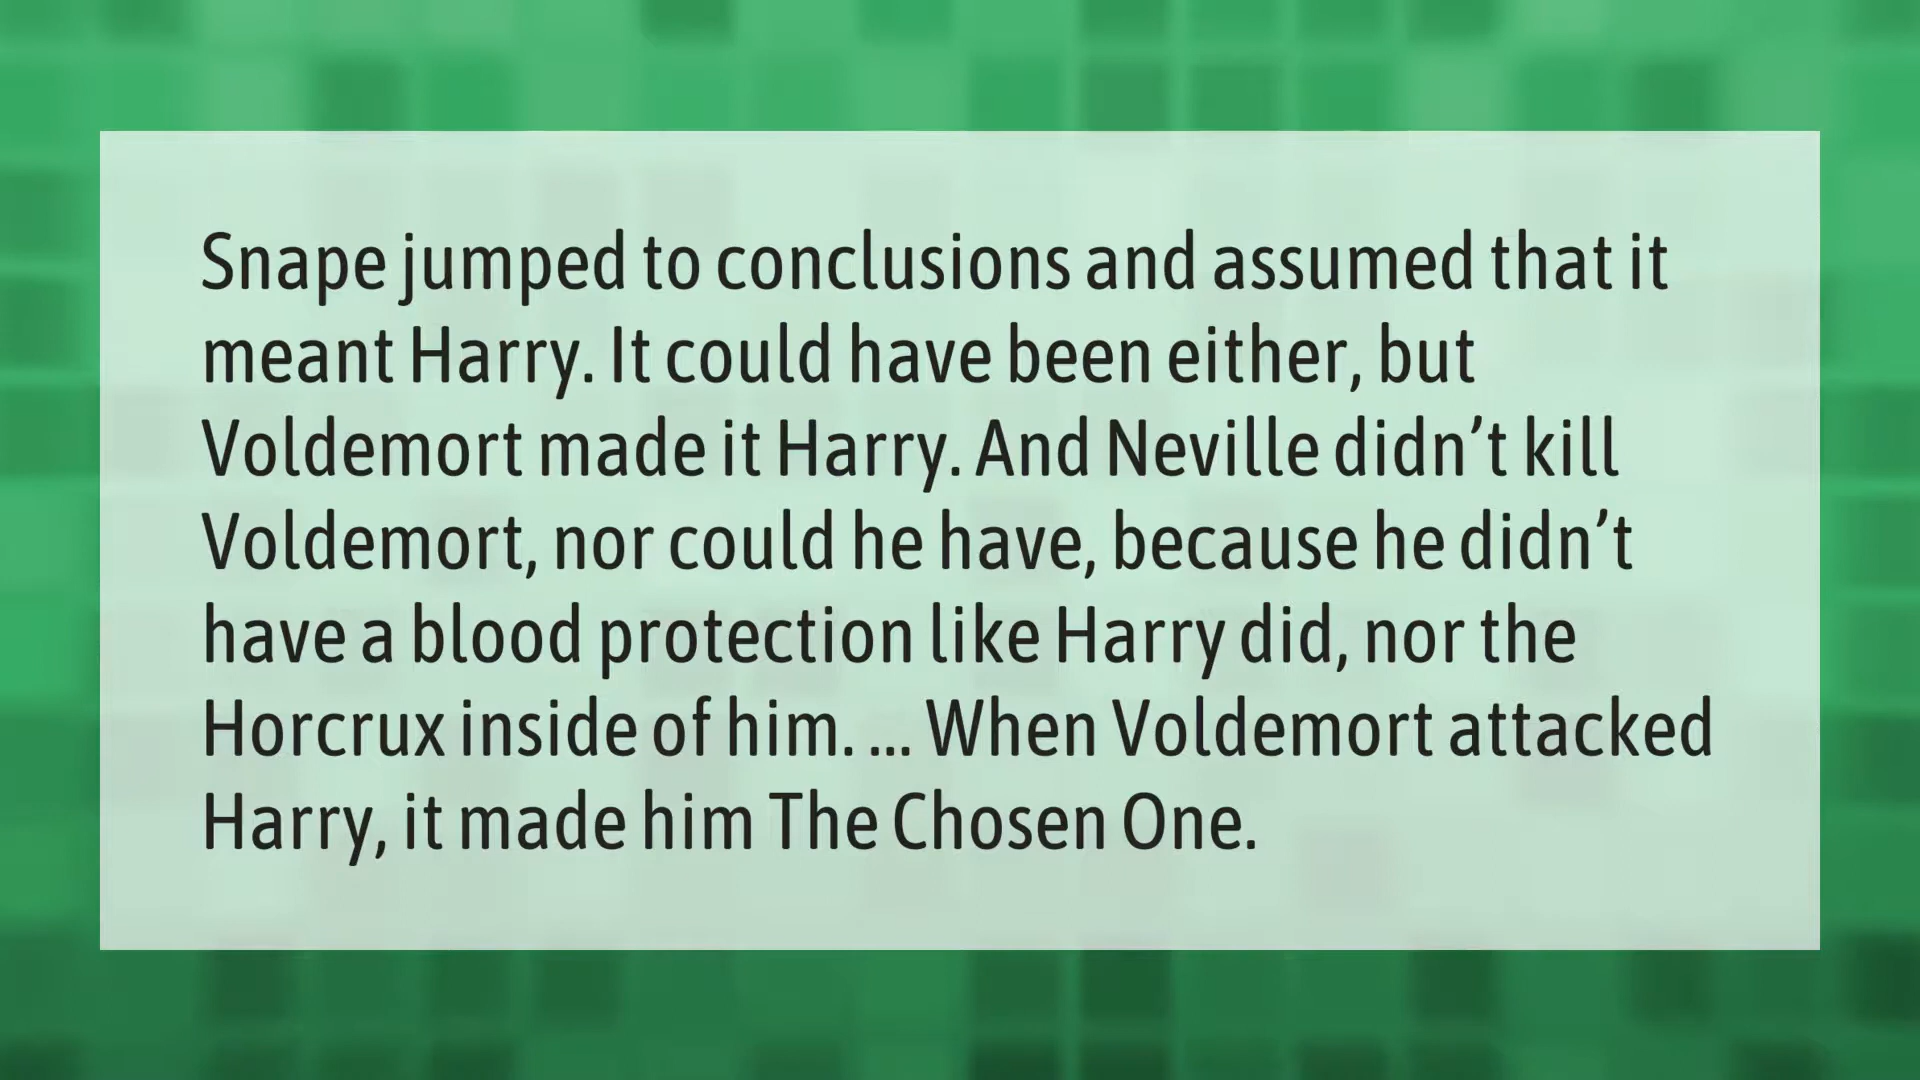 Snape jumped to conclusions and assumed that it
meant Harry. It could have been either, but
Voldemort made it Harry. And Neville didn’t kill
Voldemort, nor could he have, because he didn’t
have a blood protection like Harry did, nor the
Horcrux inside of him. ... When Voldemort attacked
Harry, it made him The Chosen One.